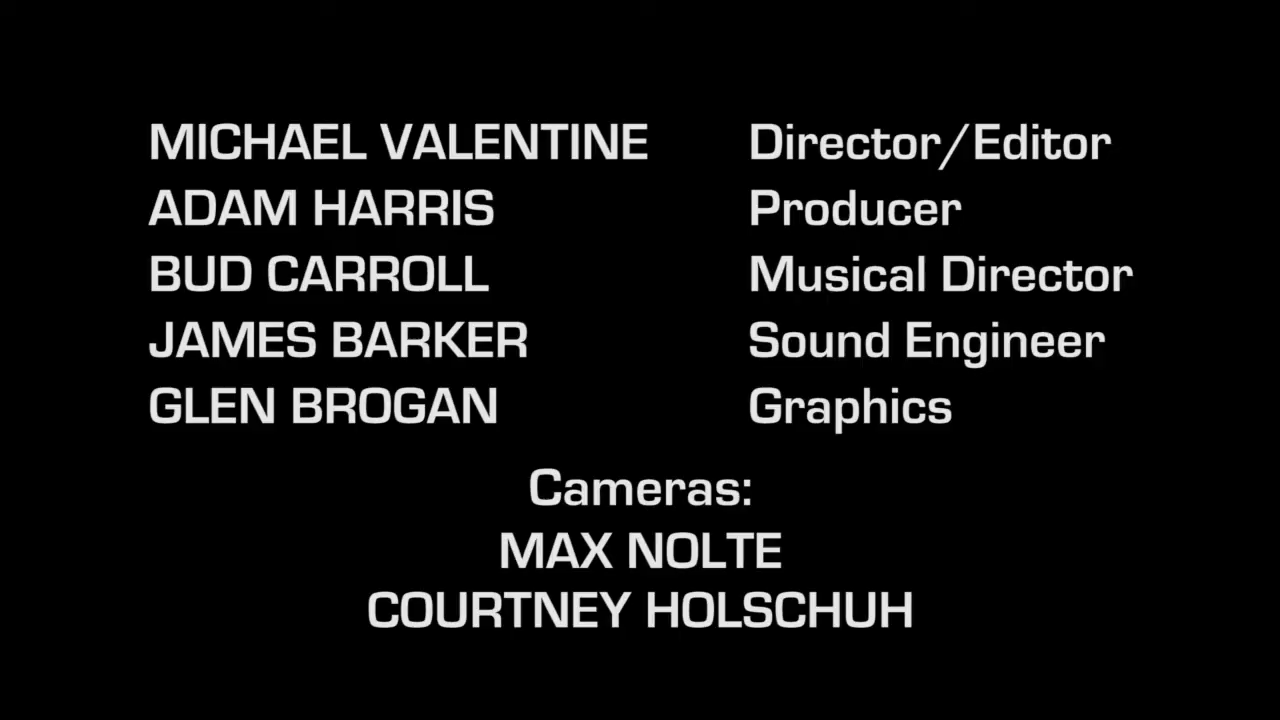 MICHAEL VALENTINE Director/Editor
ADAM HARRIS Producer
BUD CARROLL Musical Director
JAMES BARKER Sound Engineer
GLEN BROGAN Graphics
Cameras:
MAX NOLTE
COURTNEY HOLSCHUH